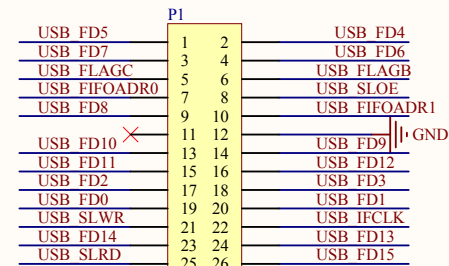 P1
USB_FD5 1 2 USB_FD4
USB_FD7 3 4 USB_FD6
USB_FLAGC 5 6 USB_FLAGB
USB_FIFOADR0 7 8 USB_SLOE
USB_FD8 9 10 USB_FIFOADR1
11 12 GND
USB_FD10 13 14 USB_FD9
USB_FD11 15 16 USB_FD12
USB_FD2 17 18 USB_FD3
USB_FD0 19 20 USB_FD1
USB_SLWR 21 22 USB_IFCLK
USB_FD14 23 24 USB_FD13
USB_SLRD 25 26 USB_FD15